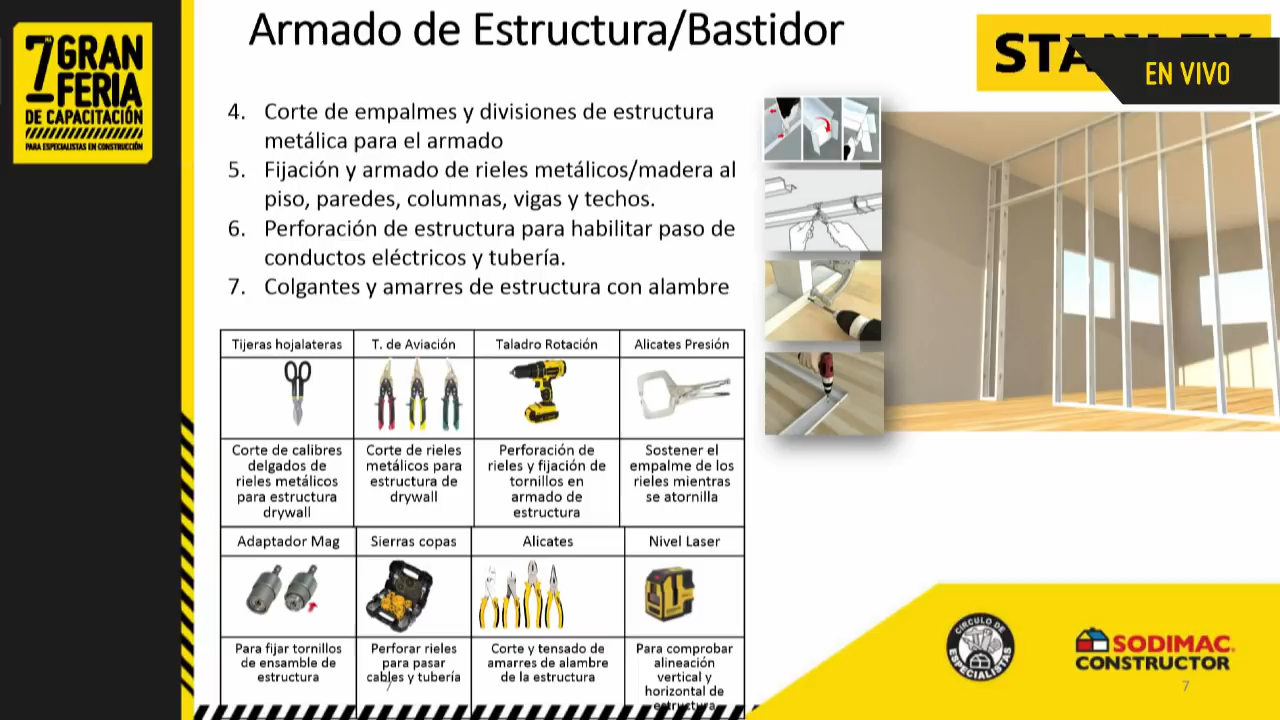 Armado de Estructura/Bastidor
7MA GRAN
FERIA
DE CAPACITACIÓN
PARA ESPECIALISTAS EN CONSTRUCCIÓN
EN VIVO
4. Corte de empalmes y divisiones de estructura
metálica para el armado
5. Fijación y armado de rieles metálicos/madera al
piso, paredes, columnas, vigas y techos.
6. Perforación de estructura para habilitar paso de
conductos eléctricos y tubería.
7. Colgantes y amarres de estructura con alambre
Tijeras hojalateras T. de Aviación Taladro Rotación Alicates Presión
Corte de calibres
delgados de
rieles metálicos
para estructura
drywall
Corte de rieles
metálicos para
estructura de
drywall
Perforación de
rieles y fijación de
tornillos en
armado de
estructura
Sostener el
empalme de los
rieles mientras
se atornilla
Adaptador Mag Sierras copas Alicates Nivel Laser
Para fijar tornillos
de ensamble de
estructura
Perforar rieles
para pasar
cables y tubería
7
Corte y tensado de
amarres de alambre
de la estructura
Para comprobar
alineación
vertical y
horizontal de
estructura
CIRCULO DE
ESPECIALISTAS
SODIMAC
CONSTRUCTOR
7